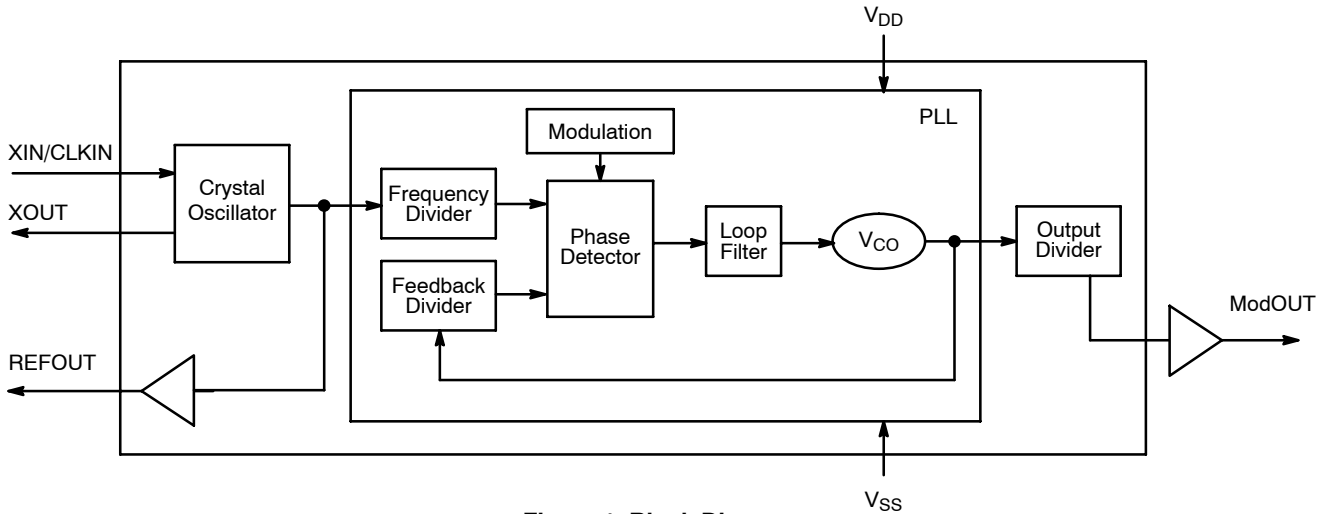 VDD
PLL
Modulation
XIN/CLKIN
Crystal
Oscillator
XOUT
Frequency
Divider
Phase
Detector
Loop
Filter
VCO
Output
Divider
Feedback
Divider
ModOUT
REFOUT
VSS